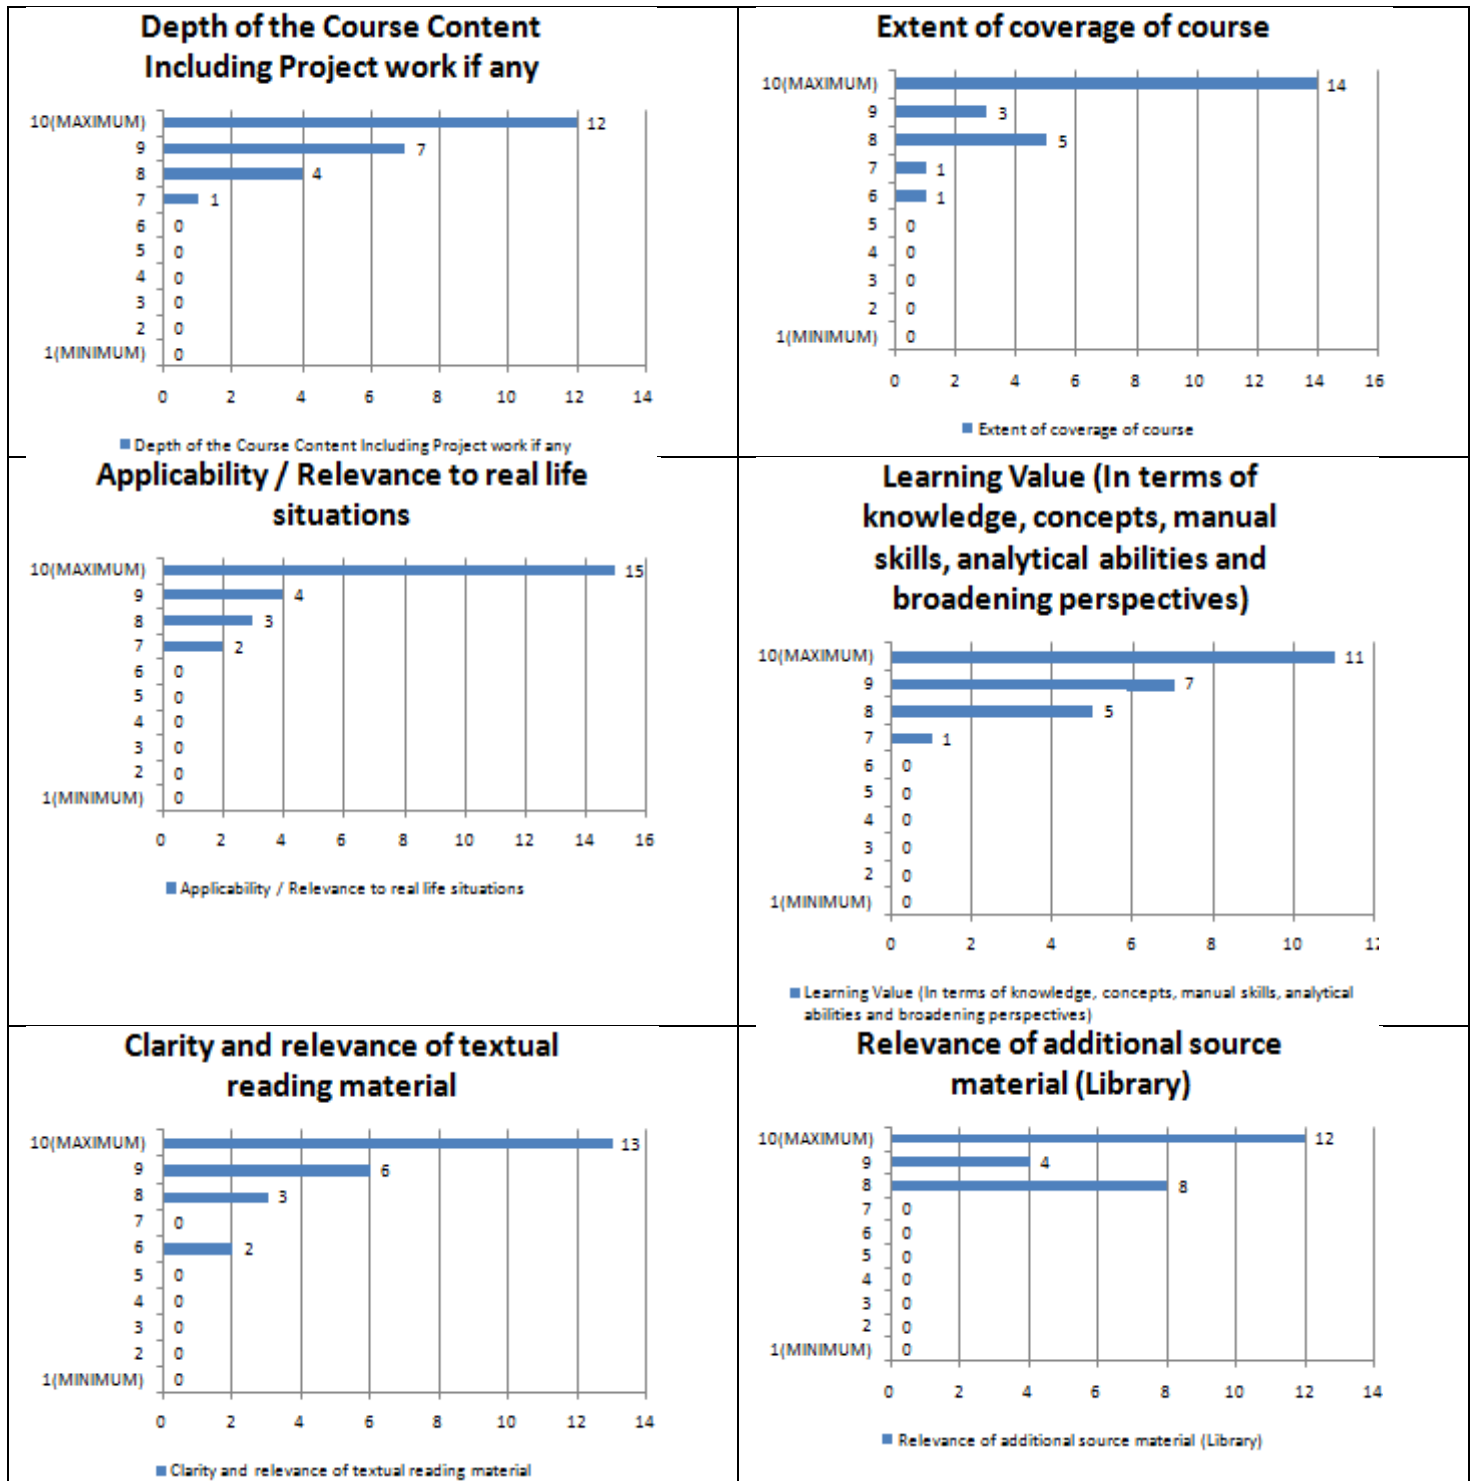 Depth of the Course Content
Including Project work if any
10(MAXIMUM) 12
9 7
8 4
7 1
6 0
5 0
4 0
3 0
2 0
1(MINIMUM) 0
0 2 4 6 8 10 12 14
Depth of the Course Content Including Project work if any
Extent of coverage of course
10(MAXIMUM) 14
9 3
8 5
7 1
6 1
5 0
4 0
3 0
2 0
1(MINIMUM) 0
0 2 4 6 8 10 12 14 16
Extent of coverage of course
Applicability / Relevance to real life
situations
10(MAXIMUM) 15
9 4
8 3
7 2
6 0
5 0
4 0
3 0
2 0
1(MINIMUM) 0
0 2 4 6 8 10 12 14 16
Applicability / Relevance to real life situations
Learning Value (In terms of
knowledge, concepts, manual
skills, analytical abilities and
broadening perspectives)
10(MAXIMUM) 11
9 7
8 5
7 1
6 0
5 0
4 0
3 0
2 0
1(MINIMUM) 0
0 2 4 6 8 10 12
Learning Value (In terms of knowledge, concepts, manual skills, analytical
abilities and broadening perspectives)
Clarity and relevance of textual
reading material
10(MAXIMUM) 13
9 6
8 3
7 0
6 2
5 0
4 0
3 0
2 0
1(MINIMUM) 0
0 2 4 6 8 10 12 14
Clarity and relevance of textual reading material
Relevance of additional source
material (Library)
10(MAXIMUM) 12
9 4
8 8
7 0
6 0
5 0
4 0
3 0
2 0
1(MINIMUM) 0
0 2 4 6 8 10 12 14
Relevance of additional source material (Library)